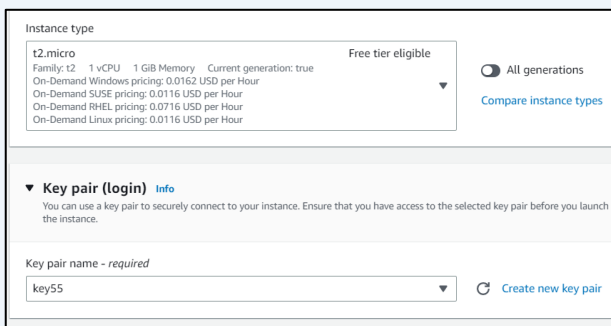 Instance type
t2.micro Free tier eligible
Family: t2 1 vCPU 1 GiB Memory Current generation: true
On-Demand Windows pricing: 0.0162 USD per Hour
On-Demand SUSE pricing: 0.0116 USD per Hour
On-Demand RHEL pricing: 0.0716 USD per Hour
On-Demand Linux pricing: 0.0116 USD per Hour
All generations
Compare instance types
Key pair (login) Info
You can use a key pair to securely connect to your instance. Ensure that you have access to the selected key pair before you launch
the instance.
Key pair name - required
key55
Create new key pair